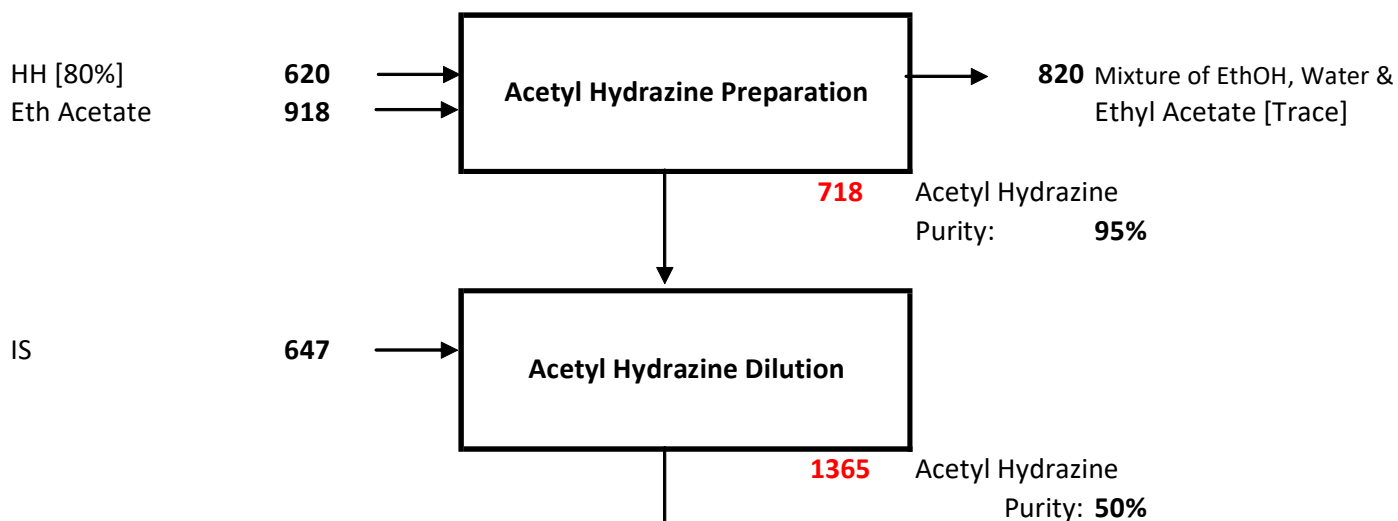 HH [80%] 620 Acetyl Hydrazine Preparation 820 Mixture of EthOH, Water &
Eth Acetate 918 Ethyl Acetate [Trace]
718 Acetyl Hydrazine
Purity: 95%
IS 647 Acetyl Hydrazine Dilution
1365 Acetyl Hydrazine
Purity: 50%